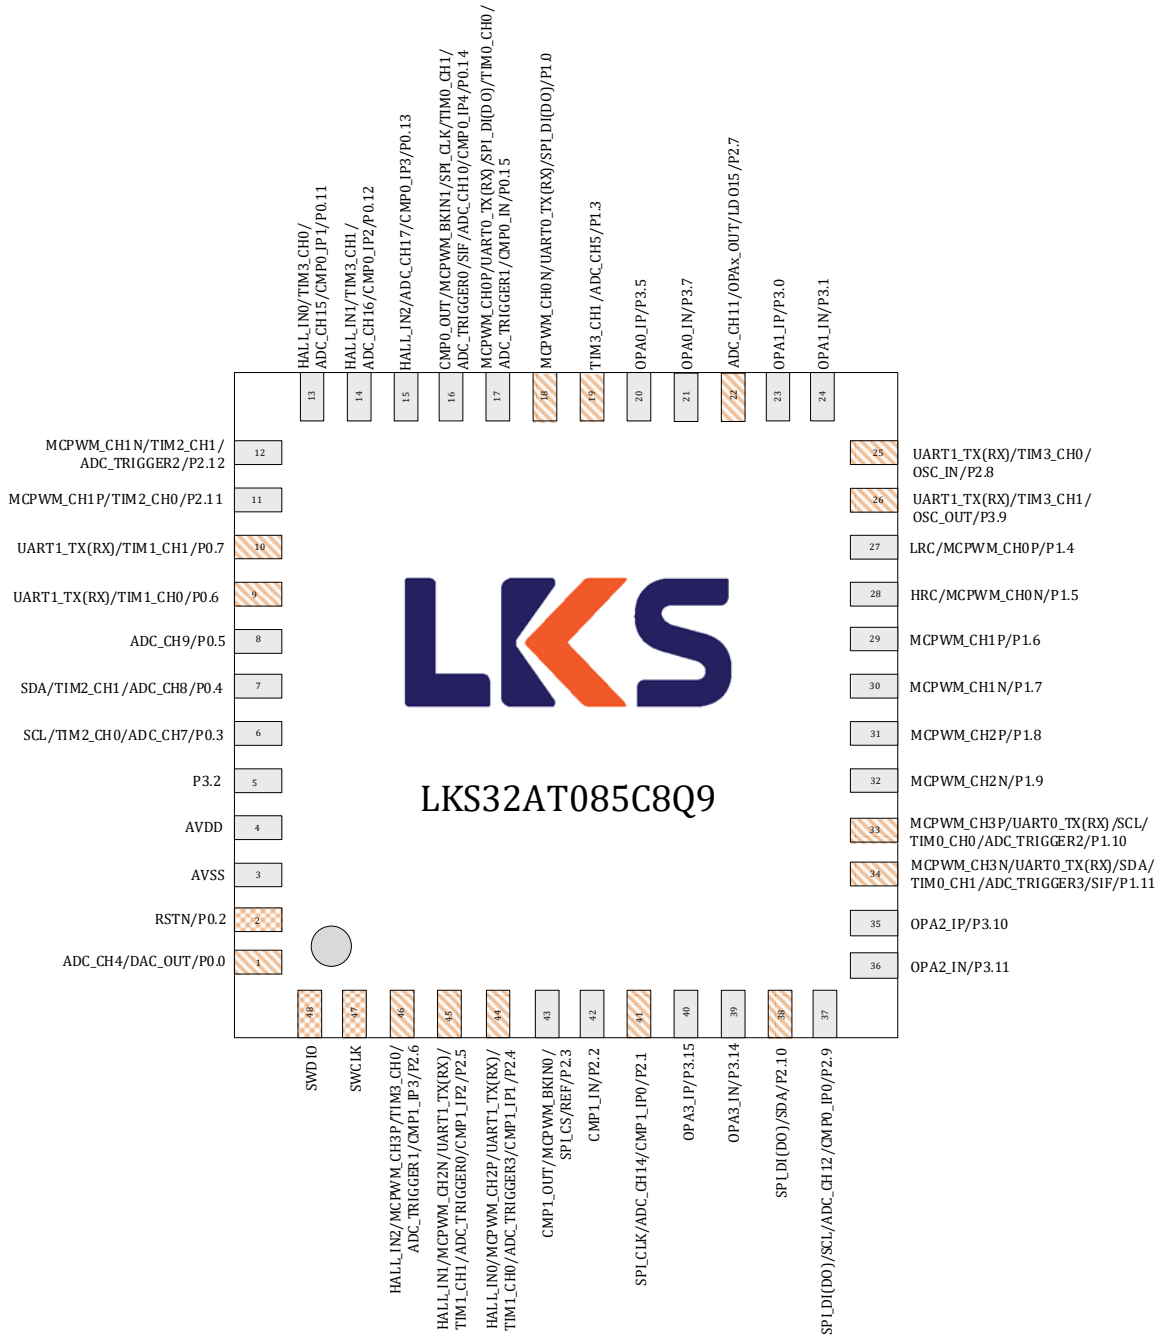 HALL_IN0/TIM3_CH0/
ADC_CH15/CMP0_IP1/P0.11
HALL_IN1/TIM3_CH1/
ADC_CH16/CMP0_IP2/P0.12
HALL_IN2/ADC_CH17/CMP0_IP3/P0.13
CMP0_OUT/MCPWM_BKIN1/SPI_CLK/TIM0_CH1/
ADC_TRIGGER0/SIF/ADC_CH10/CMP0_IP4/P0.14
MCPWM_CH0P/UART0_TX(RX)/SPI_DI(DO)/TIM0_CH0/
ADC_TRIGGER1/CMP0_IN/P0.15
MCPWM_CH0N/UART0_TX(RX)/SPI_DI(DO)/P1.0
TIM3_CH1/ADC_CH5/P1.3
OPA0_IP/P3.5
OPA0_IN/P3.7
ADC_CH11/OPAx_OUT/LDO15/P2.7
OPA1_IP/P3.0
OPA1_IN/P3.1
13
14
15
16
17
18
19
20
21
22
23
24
MCPWM_CH1N/TIM2_CH1/
ADC_TRIGGER2/P2.12
12
MCPWM_CH1P/TIM2_CH0/P2.11
11
UART1_TX(RX)/TIM1_CH1/P0.7
10
UART1_TX(RX)/TIM1_CH0/P0.6
9
ADC_CH9/P0.5
8
SDA/TIM2_CH1/ADC_CH8/P0.4
7
SCL/TIM2_CH0/ADC_CH7/P0.3
6
P3.2
5
AVDD
4
AVSS
3
RSTN/P0.2
2
ADC_CH4/DAC_OUT/P0.0
1
LKS
LKS32AT085C8Q9
25
UART1_TX(RX)/TIM3_CH0/
OSC_IN/P2.8
26
UART1_TX(RX)/TIM3_CH1/
OSC_OUT/P3.9
27
LRC/MCPWM_CH0P/P1.4
28
HRC/MCPWM_CH0N/P1.5
29
MCPWM_CH1P/P1.6
30
MCPWM_CH1N/P1.7
31
MCPWM_CH2P/P1.8
32
MCPWM_CH2N/P1.9
33
MCPWM_CH3P/UART0_TX(RX)/SCL/
TIM0_CH0/ADC_TRIGGER2/P1.10
34
MCPWM_CH3N/UART0_TX(RX)/SDA/
TIM0_CH1/ADC_TRIGGER3/SIF/P1.11
35
OPA2_IP/P3.10
36
OPA2_IN/P3.11
48
47
46
45
44
43
42
41
40
39
38
37
SWDIO
SWCLK
HALL_IN2/MCPWM_CH3P/TIM3_CH0/
ADC_TRIGGER1/CMP1_IP3/P2.6
HALL_IN1/MCPWM_CH2N/UART1_TX(RX)/
TIM1_CH1/ADC_TRIGGER0/CMP1_IP2/P2.5
HALL_IN0/MCPWM_CH2P/UART1_TX(RX)/
TIM1_CH0/ADC_TRIGGER3/CMP1_IP1/P2.4
CMP1_OUT/MCPWM_BKIN0/
SPI_CS/REF/P2.3
CMP1_IN/P2.2
SPI_CLK/ADC_CH14/CMP1_IP0/P2.1
OPA3_IP/P3.15
OPA3_IN/P3.14
SPI_DI(DO)/SDA/P2.10
SPI_DI(DO)/SCL/ADC_CH12/CMP0_IP0/P2.9